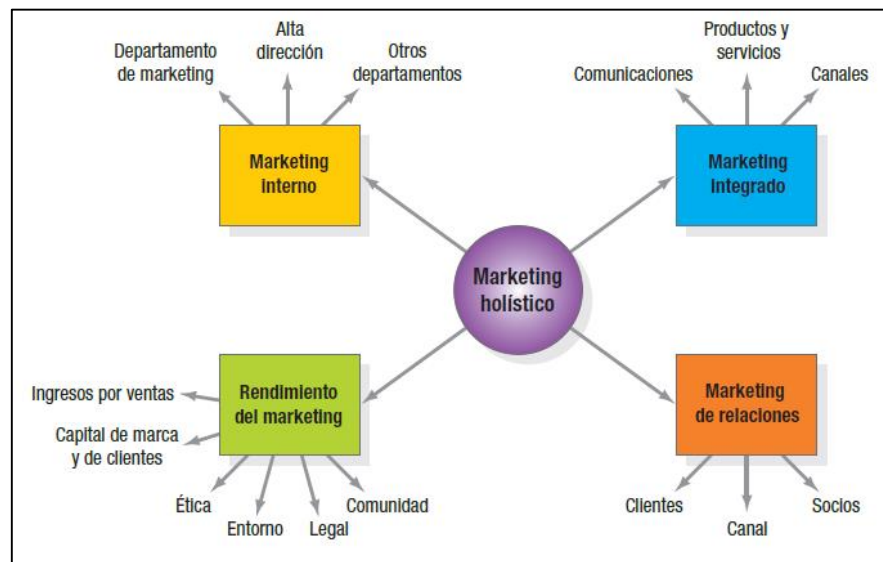 Departamento
de marketing
Alta
dirección
Otros
departamentos
Marketing
interno
Comunicaciones
Productos y
servicios
Canales
Marketing
integrado
Marketing
holístico
Ingresos por ventas
Capital de marca
y de clientes
Rendimiento
del marketing
Ética
Entorno
Legal
Comunidad
Marketing
de relaciones
Clientes
Canal
Socios